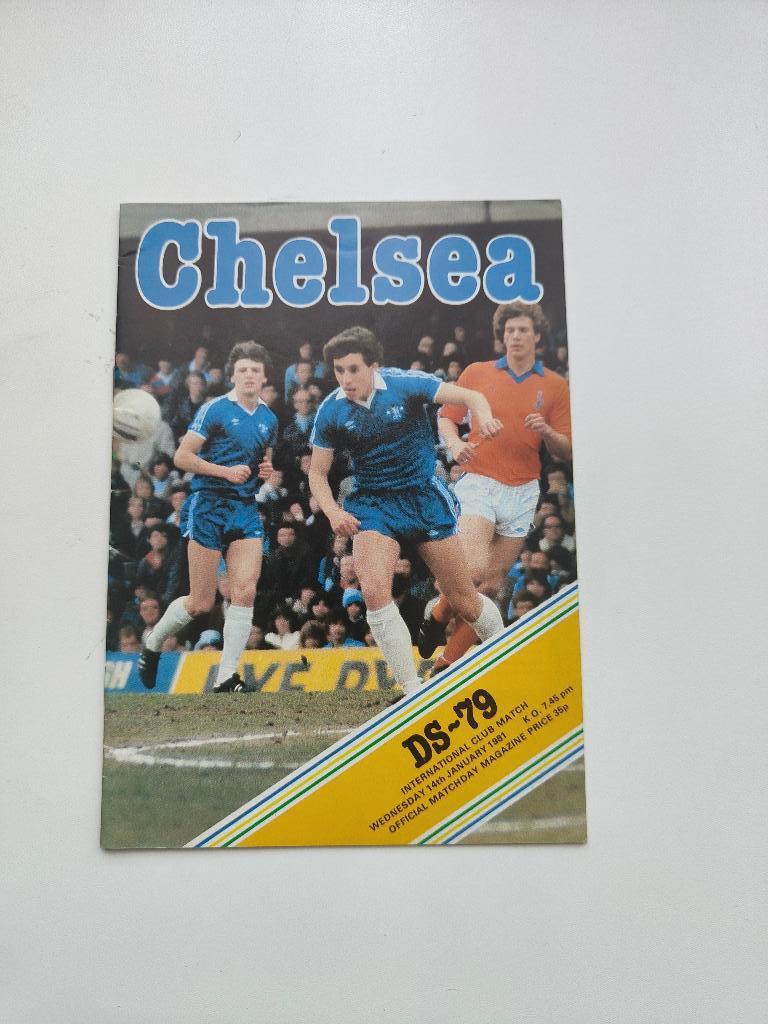 Chelsea
DS-79
INTERNATIONAL CLUB MATCH
WEDNESDAY 14th JANUARY 1981 K O. 7.45 pm
OFFICIAL MATCHDAY MAGAZINE PRICE 35p